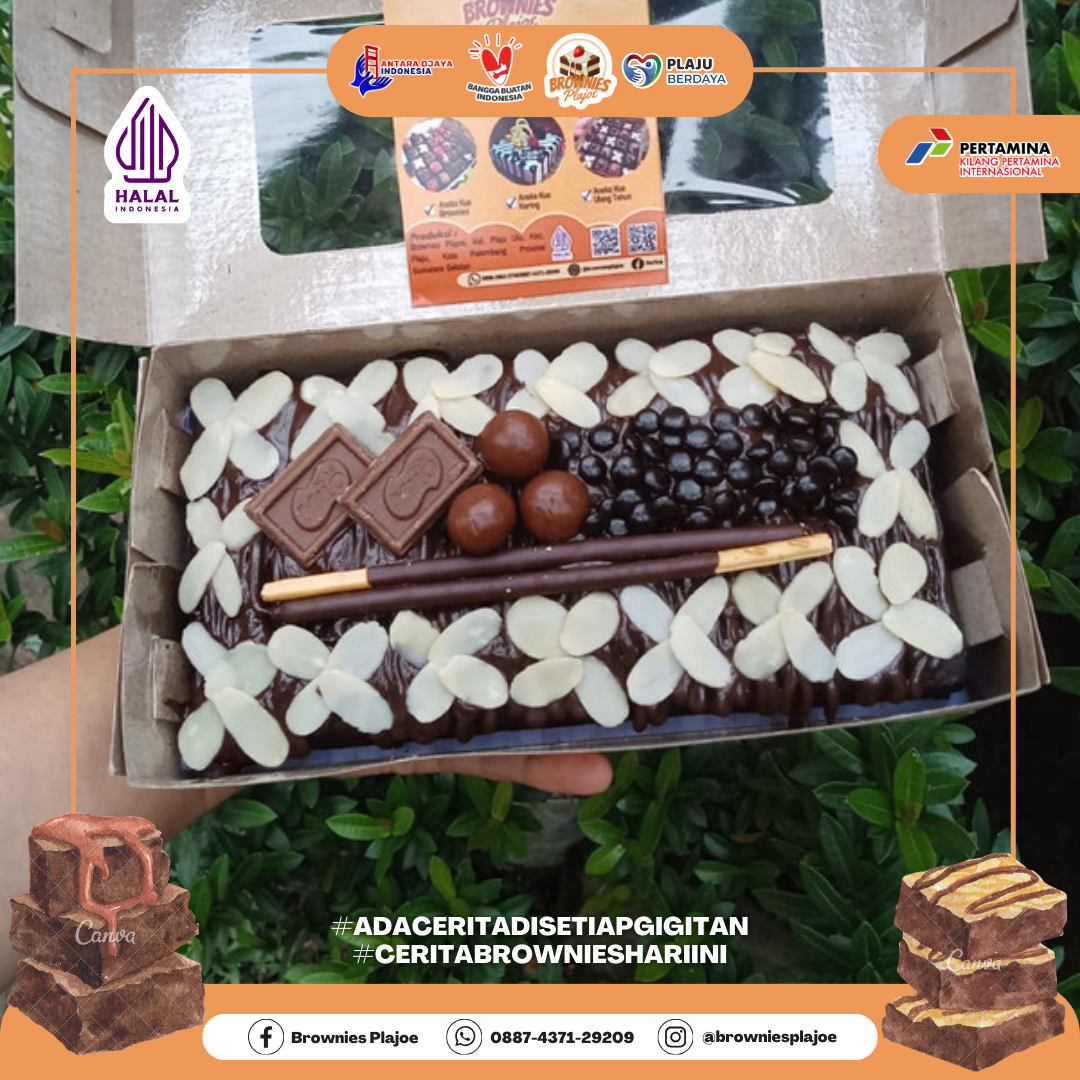 BROWNIES
Plajoe
ANTARA DJAYA
INDONESIA
BANGGA BUATAN
INDONESIA
BROWNIES
Plajoe
PLAJU
BERDAYA
HALAL
INDONESIA
PERTAMINA
KILANG PERTAMINA
INTERNASIONAL
Aneka Kue
Brownies
Aneka Kue
Kering
Aneka Kue
Ulang Tahun
Produksi :
Brownies Plajoe, Kel. Plaju Ulu, Kec.
Plaju, Kota Palembang Provinsi
Sumatera Selatan
#ADACERITADISETIAPGIGITAN
#CERITABROWNIESHARIINI
Canva
Canva
Brownies Plajoe
0887-4371-29209
@browniesplajoe